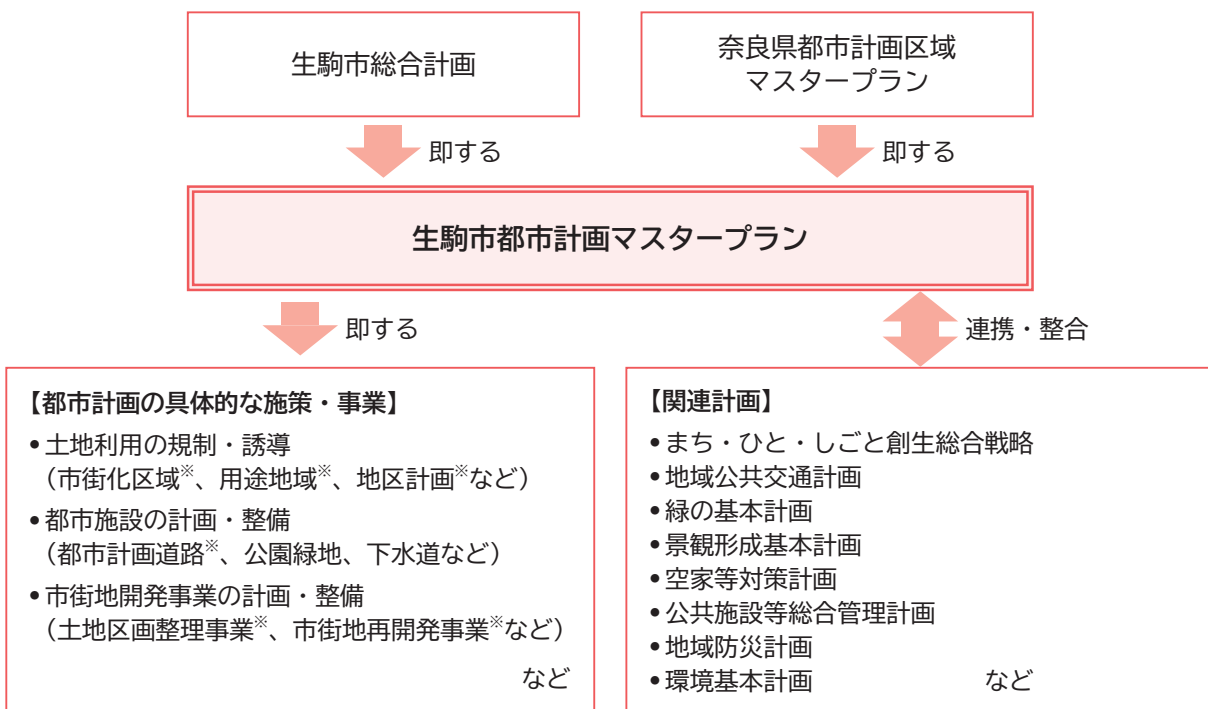 生駒市総合計画
奈良県都市計画区域
マスタープラン
即する
即する
生駒市都市計画マスタープラン
即する
連携・整合
【都市計画の具体的な施策・事業】
•土地利用の規制・誘導
（市街化区域※、用途地域※、地区計画※など）
•都市施設の計画・整備
（都市計画道路※、公園緑地、下水道など）
•市街地開発事業の計画・整備
（土地区画整理事業※、市街地再開発事業※など）
など
【関連計画】
•まち・ひと・しごと創生総合戦略
•地域公共交通計画
•緑の基本計画
•景観形成基本計画
•空家等対策計画
•公共施設等総合管理計画
•地域防災計画
•環境基本計画 など